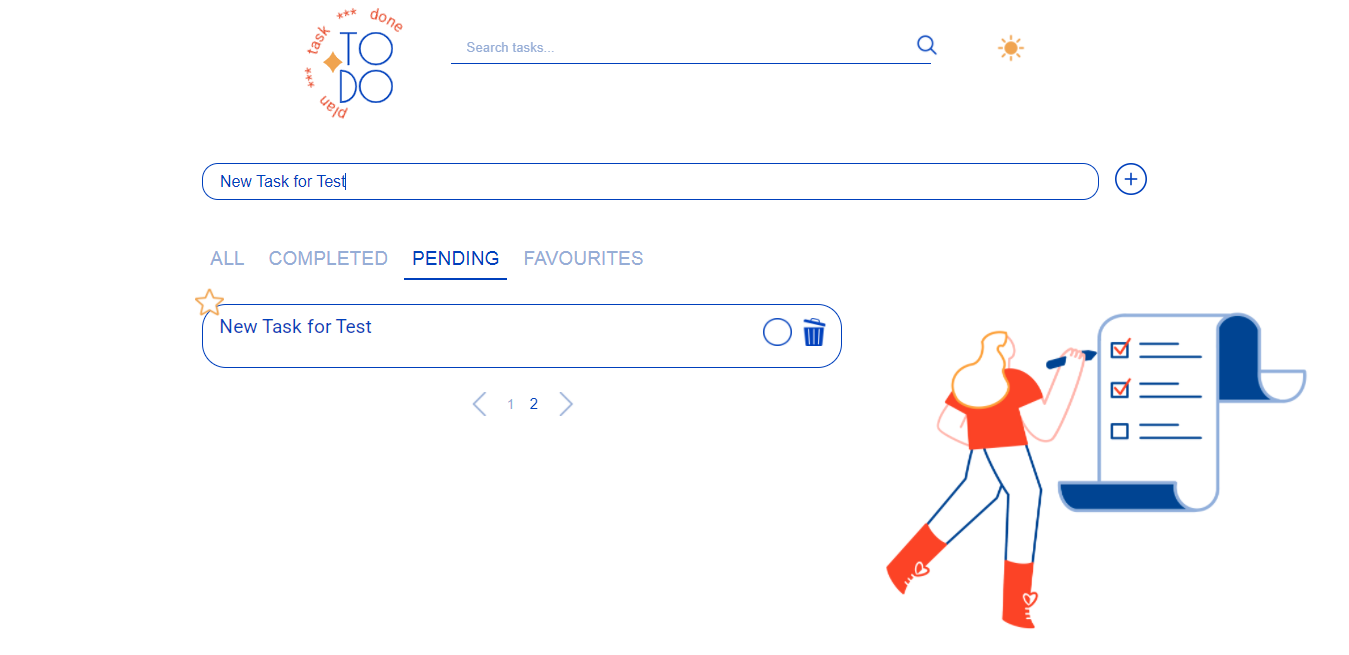 task *** done
TO
DO
plan ***
Search tasks...
New Task for Test
ALL COMPLETED PENDING FAVOURITES
New Task for Test
1 2